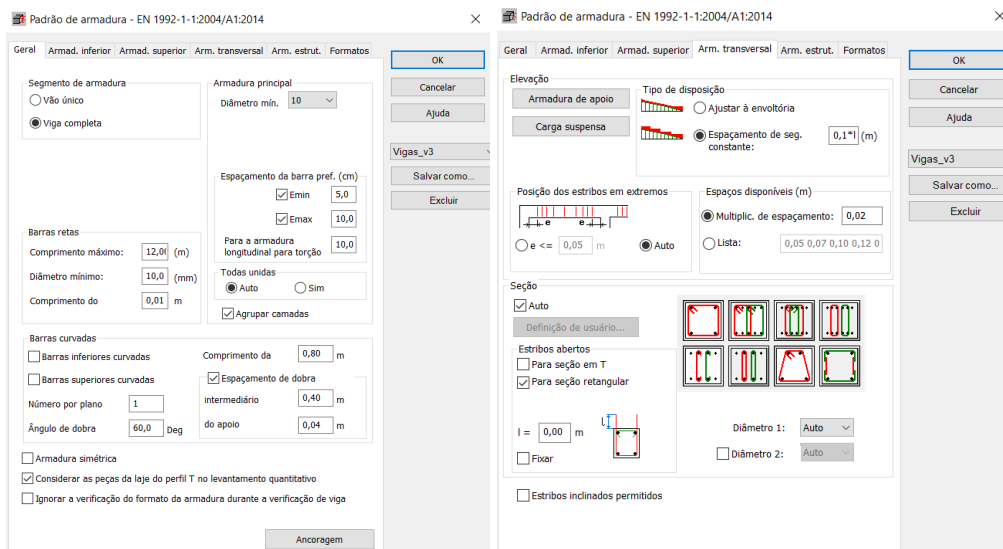 Padrão de armadura - EN 1992-1-1:2004/A1:2014
Geral Armad. inferior Armad. superior Arm. transversal Arm. estrut. Formatos
OK
Cancelar
Ajuda
Vigas_v3
Salvar como...
Excluir
Segmento de armadura
Vão único
Viga completa
Armadura principal
Diâmetro mín. 10
Espaçamento da barra pref. (cm)
Emin 5,0
Emax 10,0
Para a armadura
longitudinal para torção 10,0
Todas unidas
Auto Sim
Agrupar camadas
Barras retas
Comprimento máximo: 12,0( (m)
Diâmetro mínimo: 10,0 (mm)
Comprimento do 0,01 m
Barras curvadas
Barras inferiores curvadas
Barras superiores curvadas
Número por plano 1
Ângulo de dobra 60,0 Deg
Comprimento da 0,80 m
Espaçamento de dobra
intermediário 0,40 m
do apoio 0,04 m
Armadura simétrica
Considerar as peças da laje do perfil T no levantamento quantitativo
Ignorar a verificação do formato da armadura durante a verificação de viga
Ancoragem
Padrão de armadura - EN 1992-1-1:2004/A1:2014
Geral Armad. inferior Armad. superior Arm. transversal Arm. estrut. Formatos
OK
Cancelar
Ajuda
Vigas_v3
Salvar como...
Excluir
Elevação
Armadura de apoio
Carga suspensa
Tipo de disposição
Ajustar à envoltória
Espaçamento de seg. 0,1*l (m)
constante:
Posição dos estribos em extremos
e e
e <= 0,05 m Auto
Espaços disponíveis (m)
Multiplic. de espaçamento: 0,02
Lista: 0,05 0,07 0,10 0,12 0
Seção
Auto
Definição de usuário...
Estribos abertos
Para seção em T
Para seção retangular
l
l = 0,00 m
Fixar
Diâmetro 1: Auto
Diâmetro 2: Auto
Estribos inclinados permitidos